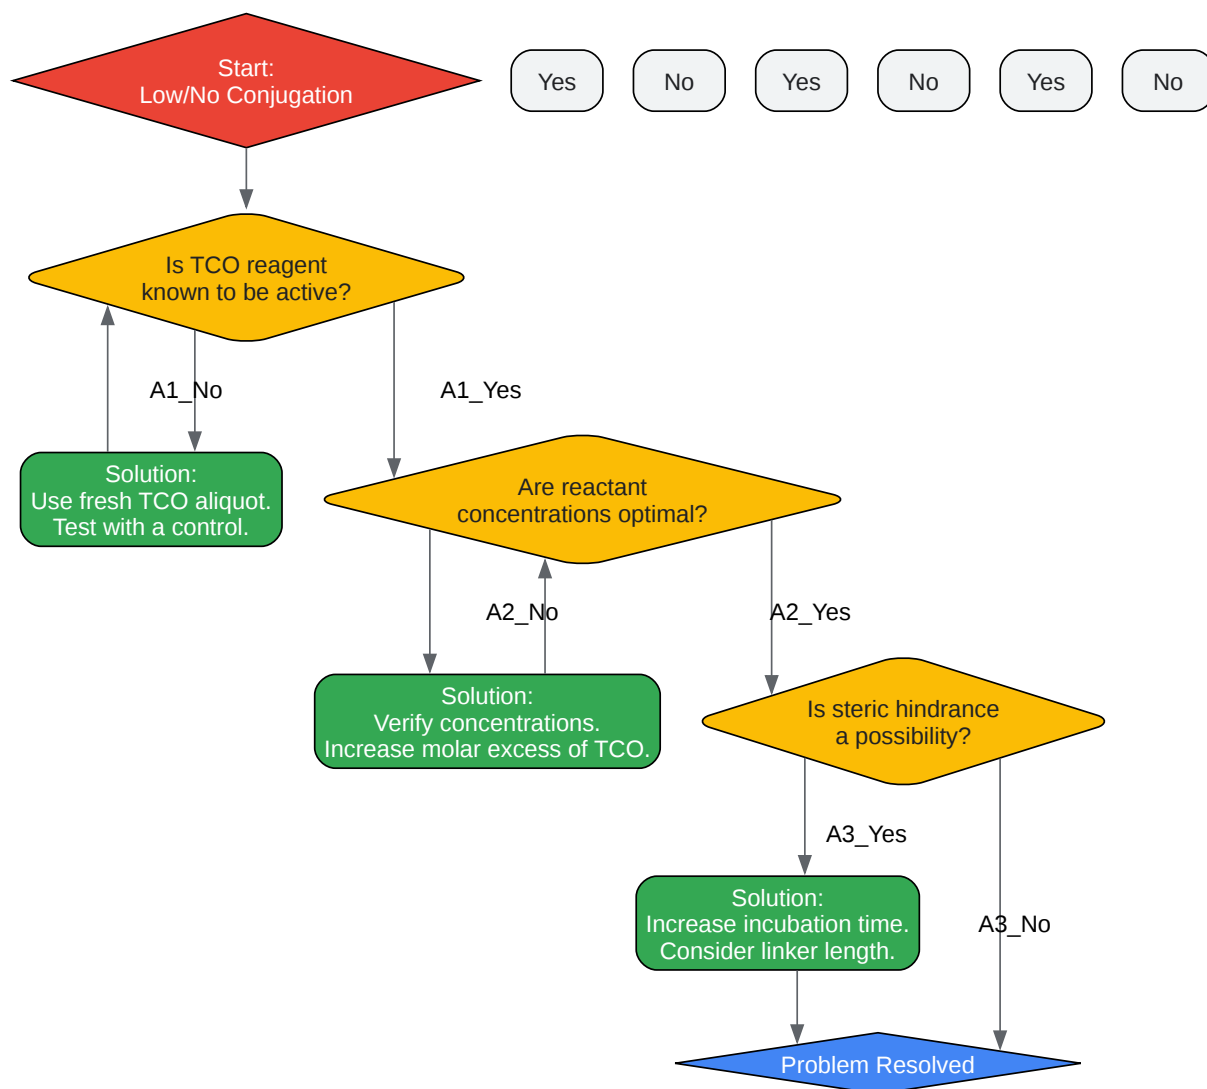 Start:
Low/No Conjugation
Yes
No
Yes
No
Yes
No
Is TCO reagent
known to be active?
A1_No
A1_Yes
Solution:
Use fresh TCO aliquot.
Test with a control.
Are reactant
concentrations optimal?
A2_No
A2_Yes
Solution:
Verify concentrations.
Increase molar excess of TCO.
Is steric hindrance
a possibility?
A3_Yes
Solution:
Increase incubation time.
Consider linker length.
A3_No
Problem Resolved